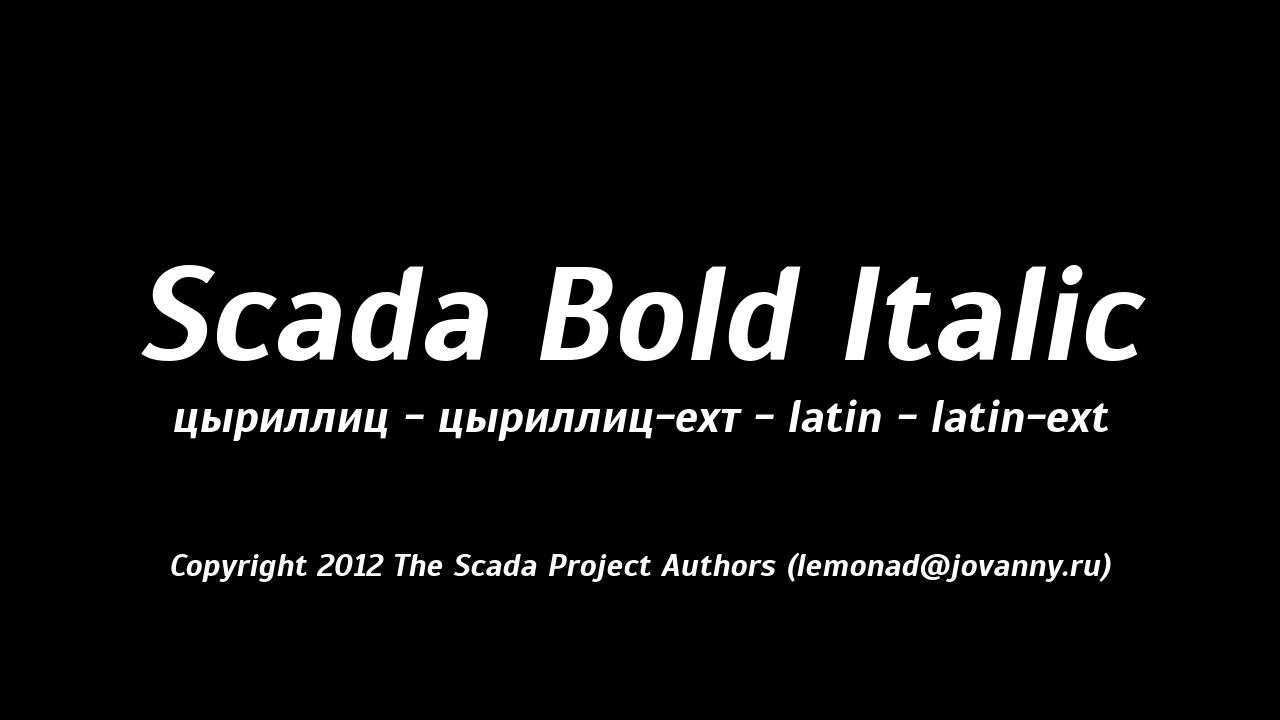 Scada Bold Italic
цыриллиц - цыриллиц-ехт - latin - latin-ext
Copyright 2012 The Scada Project Authors (lemonad@jovanny.ru)